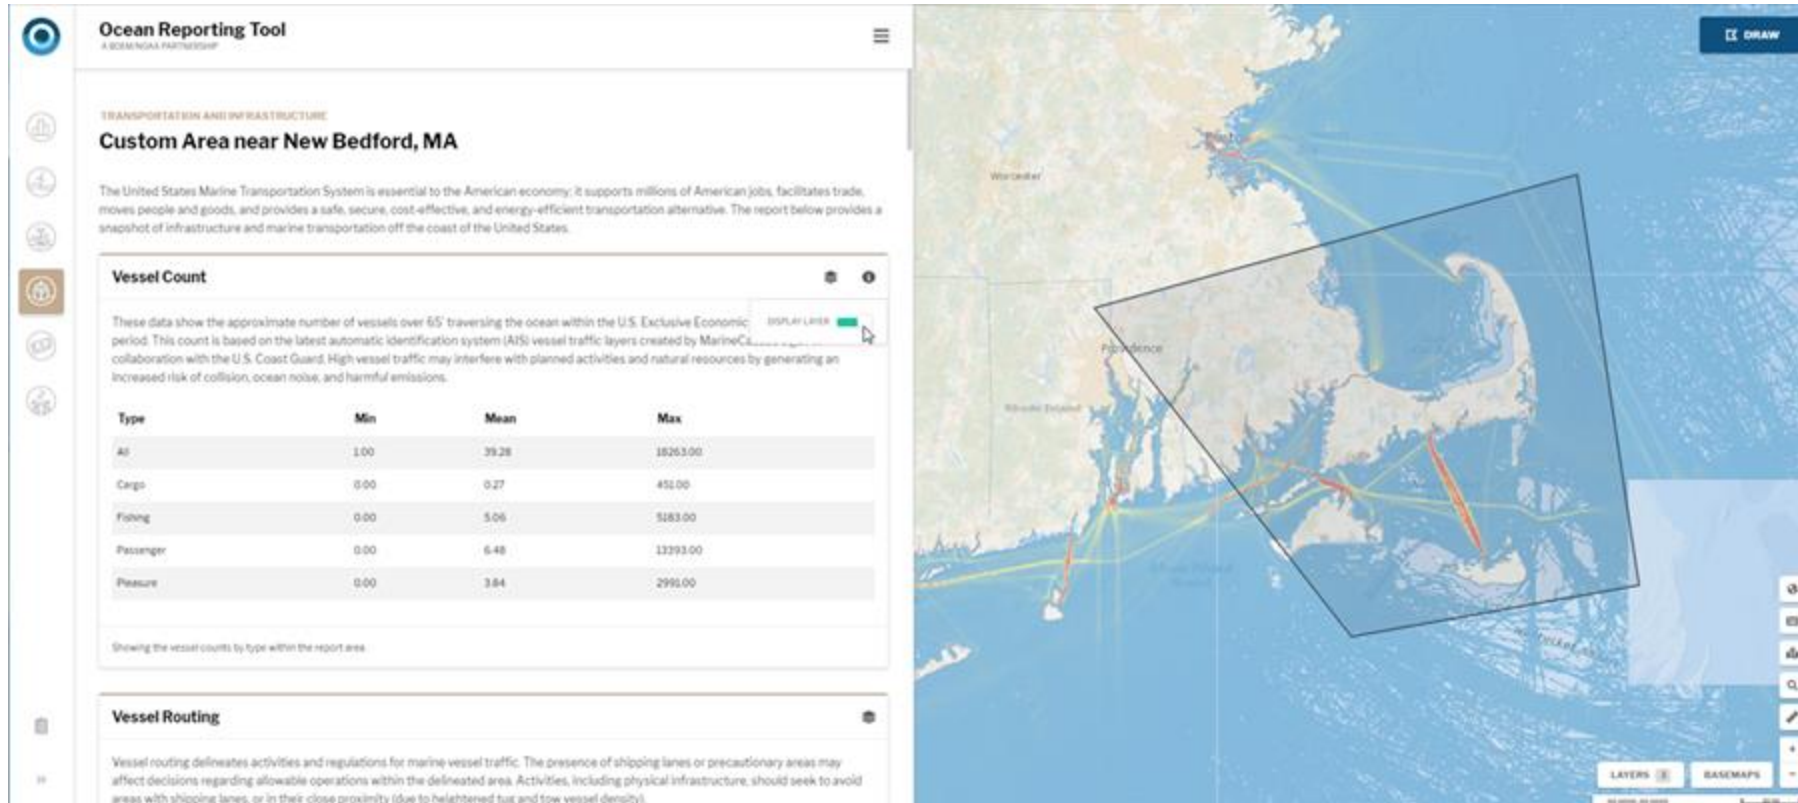 Ocean Reporting Tool
A BOEM/NOAA PARTNERSHIP
DRAW
TRANSPORTATION AND INFRASTRUCTURE
Custom Area near New Bedford, MA
The United States Marine Transportation System is essential to the American economy; it supports millions of American jobs, facilitates trade,
moves people and goods, and provides a safe, secure, cost-effective, and energy-efficient transportation alternative. The report below provides a
snapshot of infrastructure and marine transportation off the coast of the United States.
Vessel Count
These data show the approximate number of vessels over 65' traversing the ocean within the U.S. Exclusive Economic
DISPLAY LAYER
period. This count is based on the latest automatic identification system (AIS) vessel traffic layers created by
collaboration with the U.S. Coast Guard. High vessel traffic may interfere with planned activities and natural resources by generating an
increased risk of collision, ocean noise, and harmful emissions.
Type Min Mean Max
All 1.00 39.28 18263.00
Cargo 0.00 0.27 451.00
Fishing 0.00 5.06 5183.00
Passenger 0.00 6.48 13393.00
Pleasure 0.00 3.84 2991.00
Showing the vessel counts by type within the report area.
Vessel Routing
Vessel routing delineates activities and regulations for marine vessel traffic. The presence of shipping lanes or precautionary areas may
affect decisions regarding allowable operations within the delineated area. Activities, including physical infrastructure, should seek to avoid
areas with shipping lanes, or in their close proximity (due to heightened tug and tow vessel density).
Worcester
Providence
Rhode Island
LAYERS
BASEMAPS